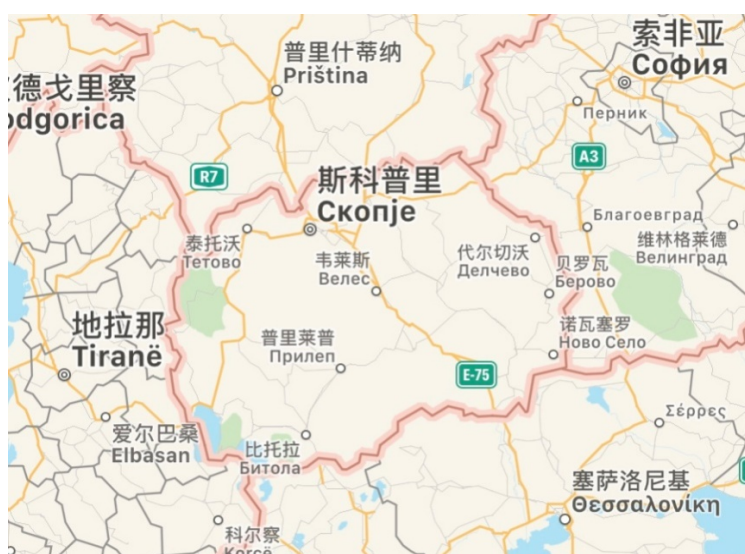 索非亚
София
普里什蒂纳
Priština
德戈里察
odgorica
Перник
A3
R7
斯科普里
Скопје
Благоевград
泰托沃
Тетово
韦莱斯
Велес
代尔切沃
Делчево
维林格莱德
Велинград
贝罗瓦
Берово
地拉那
Tiranë
普里莱普
Прилеп
诺瓦塞罗
Ново Село
E-75
Σέρρες
爱尔巴桑
Elbasan
比托拉
Битола
塞萨洛尼基
Θεσσαλονίκη
科尔察
Korçë